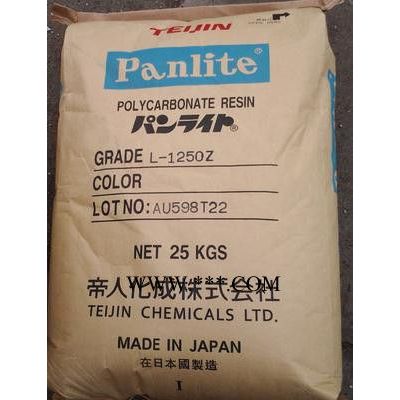 TEIJIN
Panlite®
POLYCARBONATE RESIN
パンライト®
GRADE L-1250Z
COLOR
LOT NO: AU598T22
NET 25 KGS
WWW.***.COM
帝人化成株式会社
TEIJIN CHEMICALS LTD.
MADE IN JAPAN
在日本國製造
I